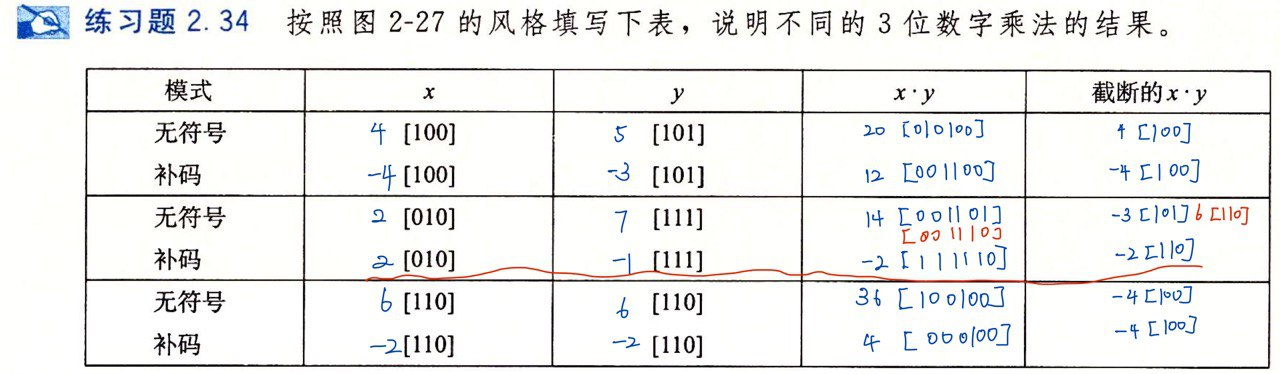 练习题 2.34 按照图 2-27 的风格填写下表，说明不同的 3 位数字乘法的结果。
模式 x y x·y 截断的 x·y
无符号 4 [100] 5 [101] 20 [010100] 4 [100]
补码 -4 [100] -3 [101] 12 [001100] -4 [100]
无符号 2 [010] 7 [111] 14 [001101] -3 [101] 6 [110]
[001110]
补码 2 [010] -1 [111] -2 [111110] -2 [110]
无符号 6 [110] 6 [110] 36 [100100] -4 [100]
补码 -2 [110] -2 [110] 4 [000100] -4 [100]